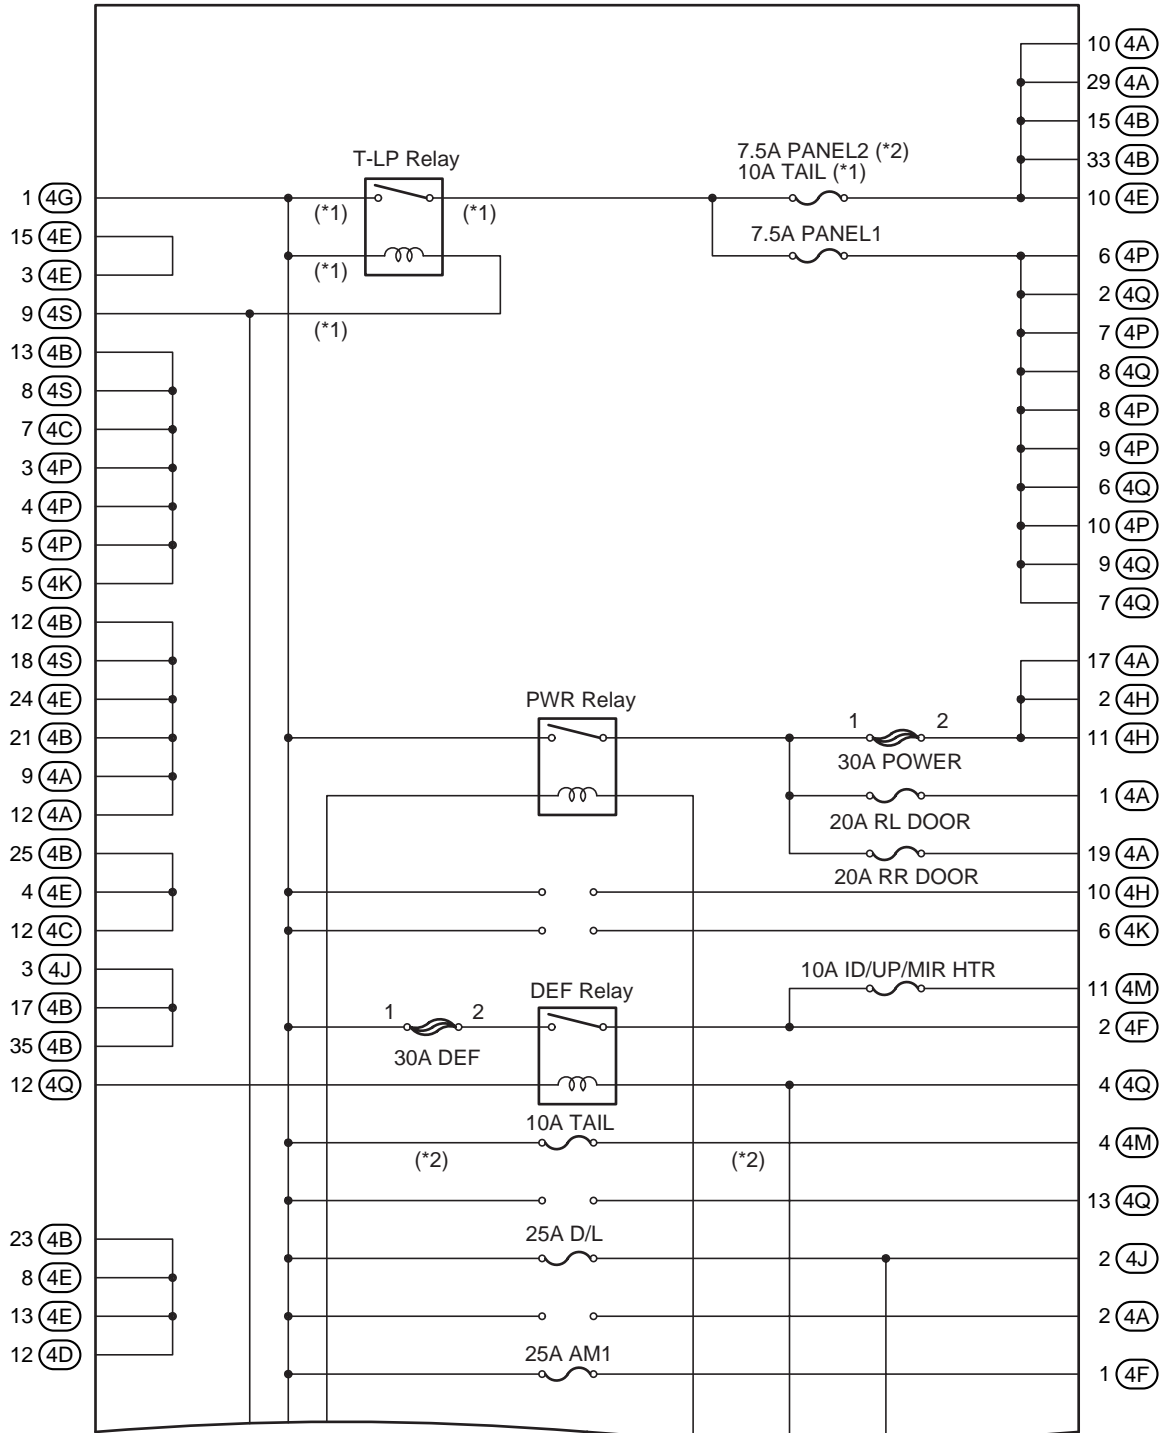 10 4A
29 4A
15 4B
33 4B
T-LP Relay
7.5A PANEL2 (*2)
10A TAIL (*1)
1 4G
(*1)
(*1)
10 4E
15 4E
7.5A PANEL1
6 4P
3 4E
(*1)
2 4Q
9 4S
(*1)
7 4P
13 4B
8 4Q
8 4S
8 4P
7 4C
9 4P
3 4P
6 4Q
4 4P
10 4P
5 4P
9 4Q
5 4K
7 4Q
12 4B
18 4S
17 4A
24 4E
PWR Relay
2 4H
21 4B
1 2
11 4H
30A POWER
9 4A
1 4A
12 4A
20A RL DOOR
25 4B
19 4A
20A RR DOOR
4 4E
10 4H
12 4C
6 4K
3 4J
10A ID/UP/MIR HTR
11 4M
DEF Relay
17 4B
1 2
2 4F
35 4B
30A DEF
12 4Q
4 4Q
10A TAIL
4 4M
(*2)
(*2)
13 4Q
23 4B
25A D/L
2 4J
8 4E
13 4E
2 4A
12 4D
25A AM1
1 4F